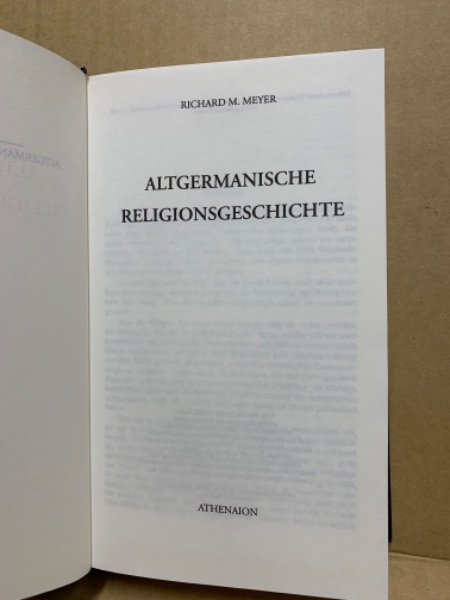 RICHARD M. MEYER
ALTGERMANISCHE
RELIGIONSGESCHICHTE
ATHENAION